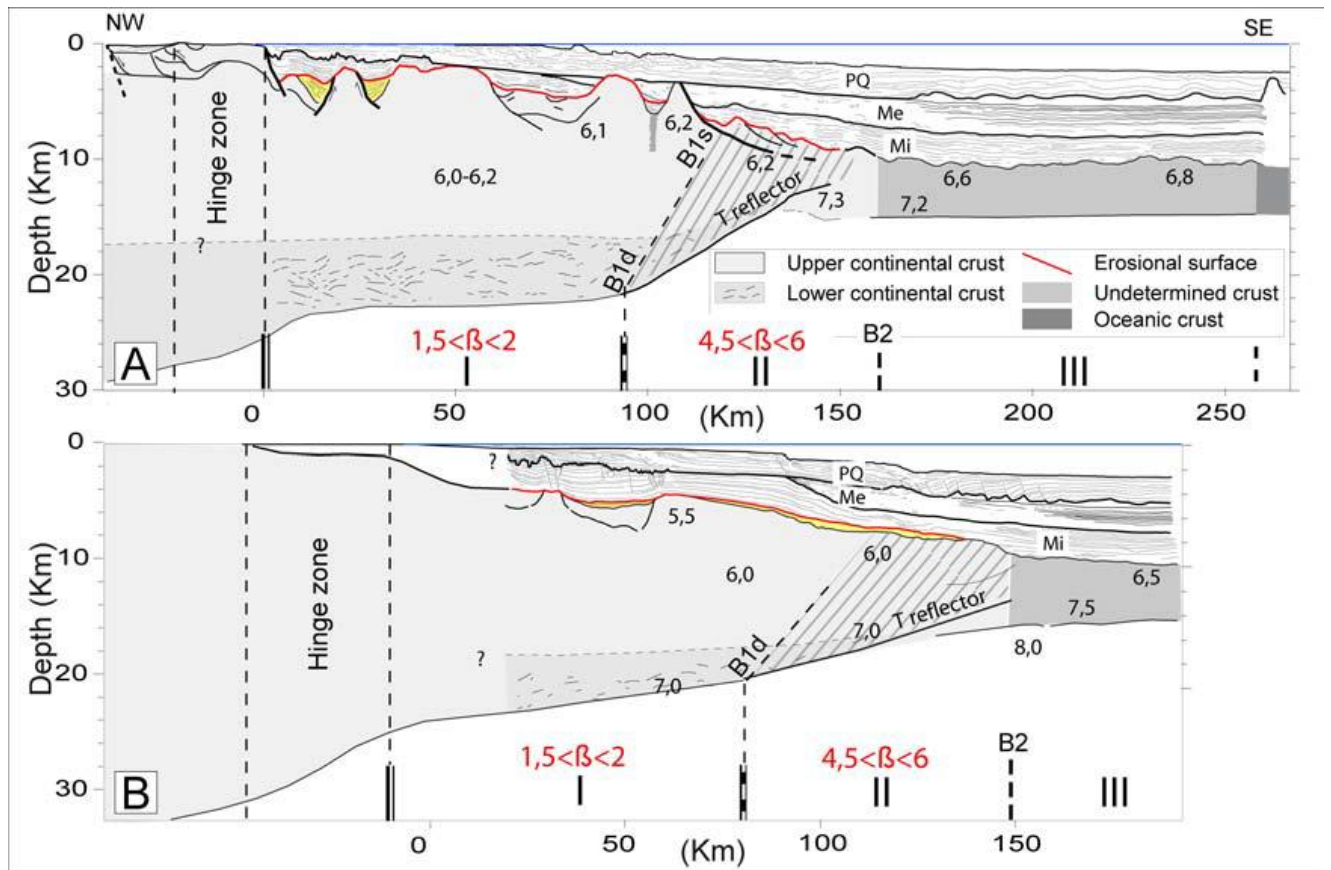 NW
SE
0
10
20
30
Depth (Km)
Hinge zone
?
6,0-6,2
6,1
6,2
B1s
6,2
T reflector
B1d
7,3
7,2
6,6
6,8
PQ
Me
Mi
Upper continental crust
Lower continental crust
Erosional surface
Undetermined crust
Oceanic crust
A
1,5<ß<2
4,5<ß<6
B2
I
II
III
0 50 100 (Km) 150 200 250
0
10
20
30
Depth (Km)
Hinge zone
?
?
5,5
6,0
6,0
7,0
7,0
T reflector
B1d
8,0
7,5
6,5
PQ
Me
Mi
B
1,5<ß<2
4,5<ß<6
B2
I
II
III
0 50 (Km) 100 150